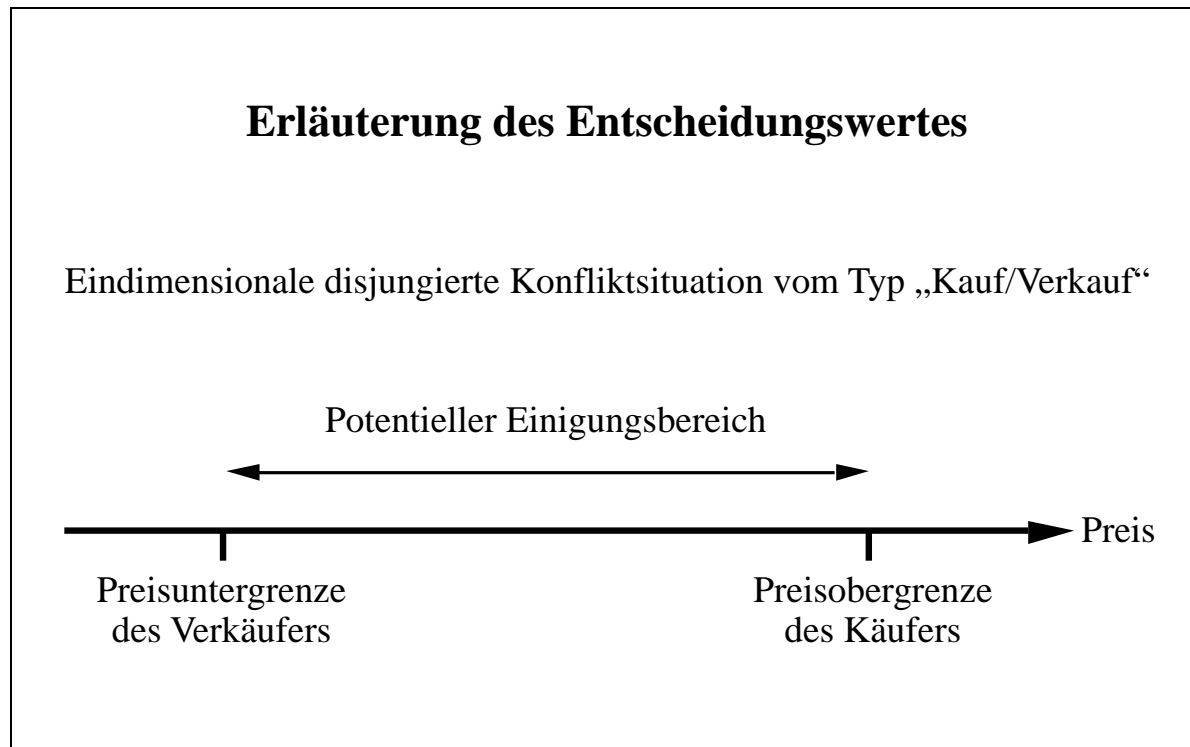 Erläuterung des Entscheidungswertes
Eindimensionale disjungierte Konfliktsituation vom Typ „Kauf/Verkauf“
Potentieller Einigungsbereich
Preis
Preisuntergrenze
des Verkäufers
Preisobergrenze
des Käufers